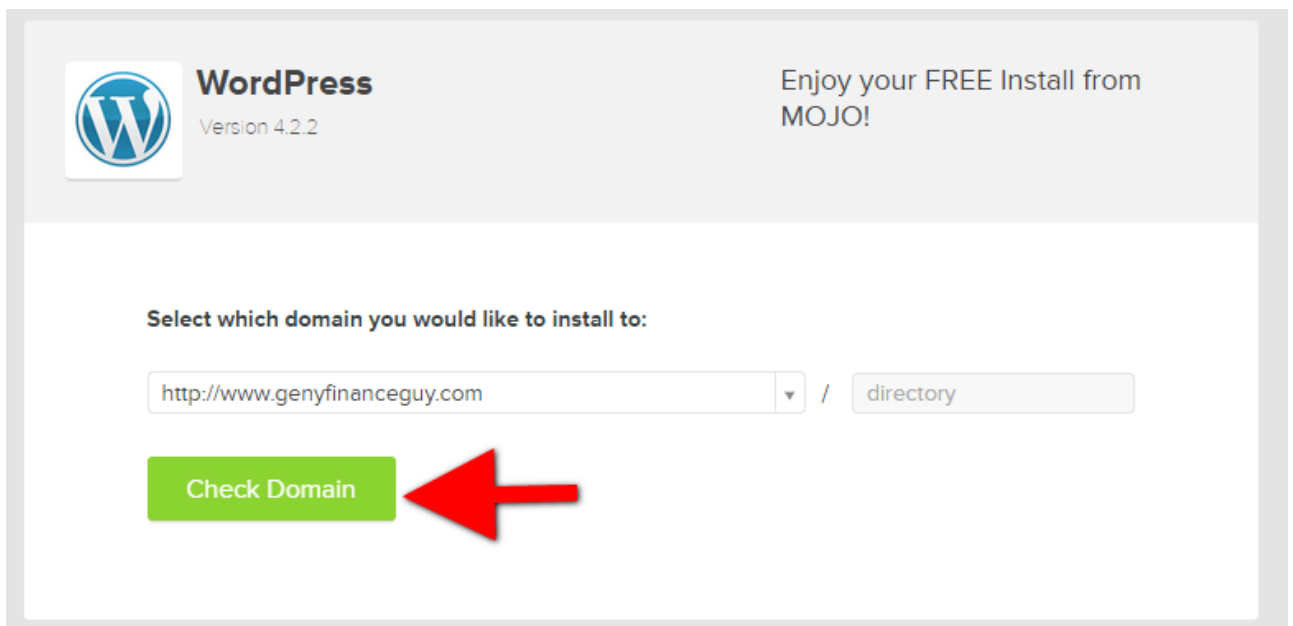 WordPress
Version 4.2.2
Enjoy your FREE Install from
MOJO!
Select which domain you would like to install to:
http://www.genyfinanceguy.com / directory
Check Domain